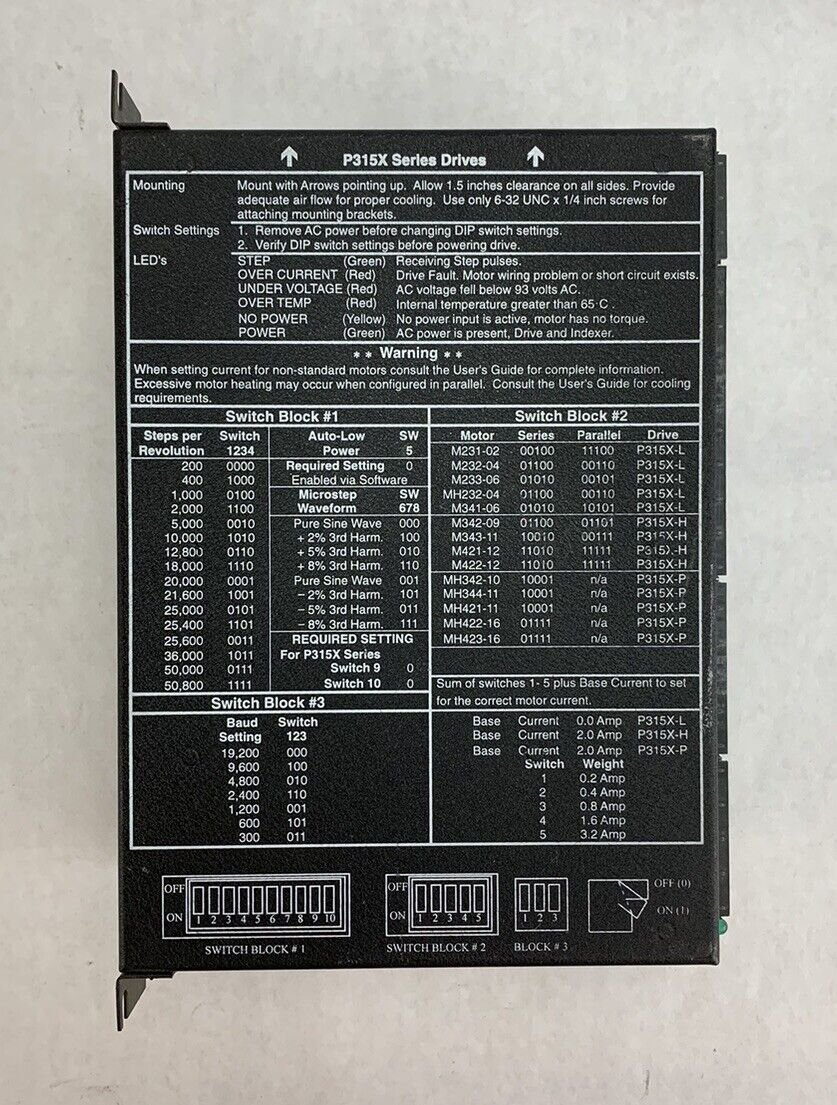 P315X Series Drives
Mounting Mount with Arrows pointing up. Allow 1.5 inches clearance on all sides. Provide
adequate air flow for proper cooling. Use only 6-32 UNC x 1/4 inch screws for
attaching mounting brackets.
Switch Settings 1. Remove AC power before changing DIP switch settings.
2. Verify DIP switch settings before powering drive.
LED's STEP (Green) Receiving Step pulses.
OVER CURRENT (Red) Drive Fault. Motor wiring problem or short circuit exists.
UNDER VOLTAGE (Red) AC voltage fell below 93 volts AC.
OVER TEMP (Red) Internal temperature greater than 65°C.
NO POWER (Yellow) No power input is active, motor has no torque.
POWER (Green) AC power is present, Drive and Indexer.
* * Warning * *
When setting current for non-standard motors consult the User's Guide for complete information.
Excessive motor heating may occur when configured in parallel. Consult the User's Guide for cooling
requirements.
Switch Block #1
Steps per Switch
Revolution 1234
200 0000
400 1000
1,000 0100
2,000 1100
5,000 0010
10,000 1010
12,800 0110
18,000 1110
20,000 0001
21,600 1001
25,000 0101
25,400 1101
25,600 0011
36,000 1011
50,000 0111
50,800 1111
Auto-Low SW
Power 5
Required Setting 0
Enabled via Software
Microstep SW
Waveform 678
Pure Sine Wave 000
+ 2% 3rd Harm. 100
+ 5% 3rd Harm. 010
+ 8% 3rd Harm. 110
Pure Sine Wave 001
- 2% 3rd Harm. 101
- 5% 3rd Harm. 011
- 8% 3rd Harm. 111
REQUIRED SETTING
For P315X Series
Switch 9 0
Switch 10 0
Switch Block #2
Motor Series Parallel Drive
M231-02 00100 11100 P315X-L
M232-04 01100 00110 P315X-L
M233-06 01010 00101 P315X-L
MH232-04 01100 00110 P315X-L
M341-06 01010 10101 P315X-L
M342-09 01100 01101 P315X-H
M343-11 10010 00111 P315X-H
M421-12 11010 11111 P315X-H
M422-12 11010 11111 P315X-H
MH342-10 10001 n/a P315X-P
MH344-11 10001 n/a P315X-P
MH421-11 10001 n/a P315X-P
MH422-16 01111 n/a P315X-P
MH423-16 01111 n/a P315X-P
Sum of switches 1- 5 plus Base Current to set
for the correct motor current.
Base Current 0.0 Amp P315X-L
Base Current 2.0 Amp P315X-H
Base Current 2.0 Amp P315X-P
Switch Weight
1 0.2 Amp
2 0.4 Amp
3 0.8 Amp
4 1.6 Amp
5 3.2 Amp
Switch Block #3
Baud Switch
Setting 123
19,200 000
9,600 100
4,800 010
2,400 110
1,200 001
600 101
300 011
OFF
ON 1 2 3 4 5 6 7 8 9 10
SWITCH BLOCK # 1
OFF
ON 1 2 3 4 5
SWITCH BLOCK # 2
1 2 3
BLOCK # 3
OFF (0)
ON (1)